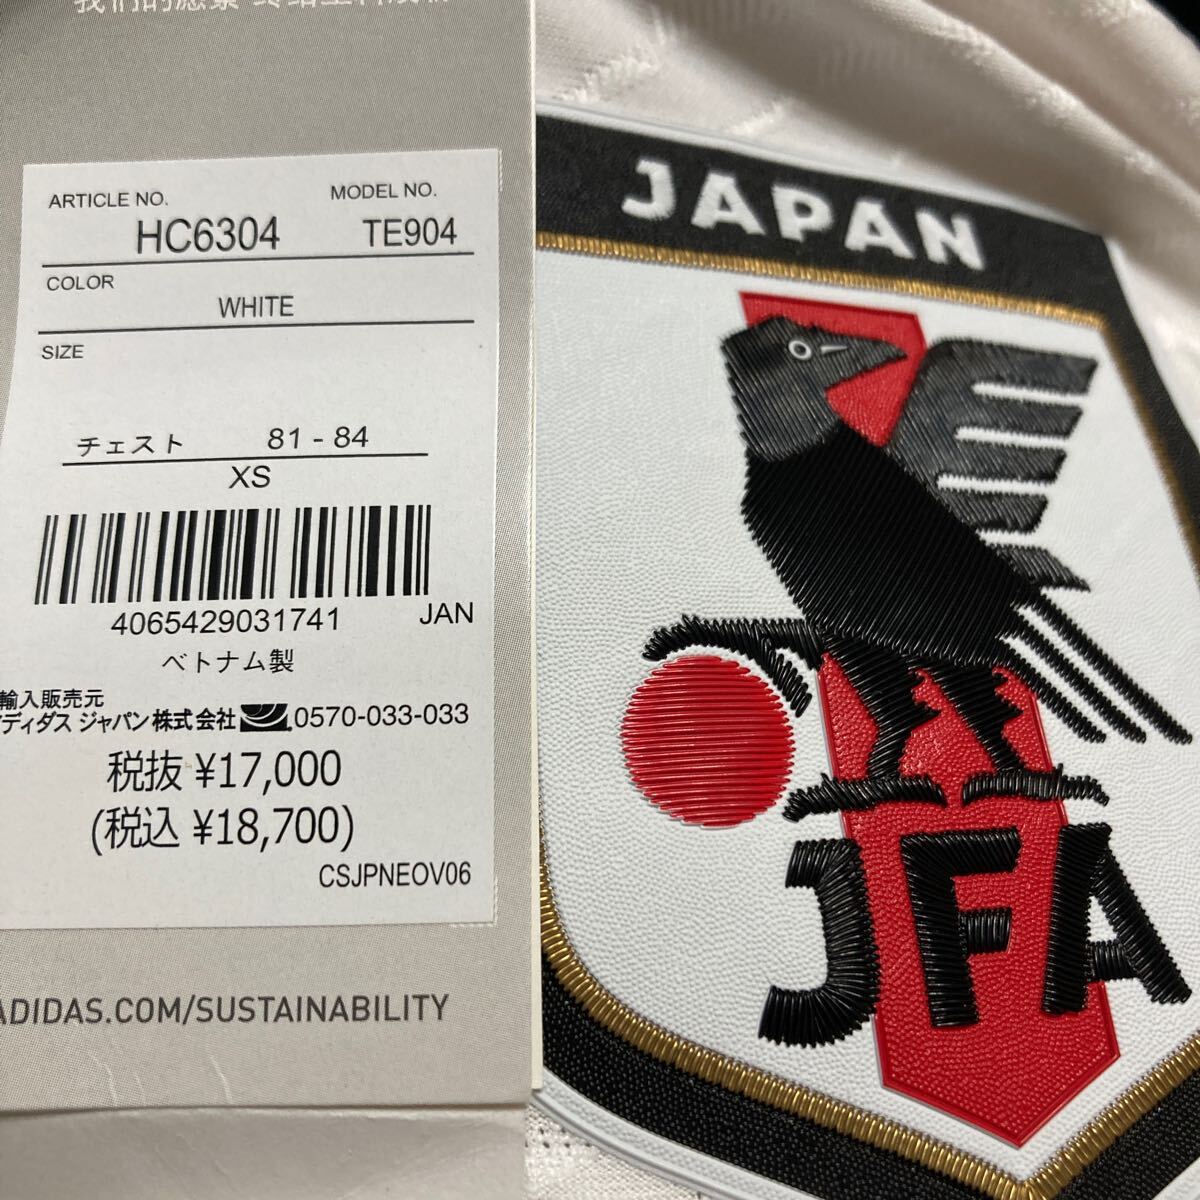 ARTICLE NO. MODEL NO.
HC6304 TE904
COLOR
WHITE
SIZE
チェスト 81 - 84
XS
4065429031741 JAN
ベトナム製
輸入販売元
ディダス ジャパン株式会社 0570-033-033
税抜 ¥17,000
(税込 ¥18,700)
CSJPNEOV06
ADIDAS.COM/SUSTAINABILITY
JAPAN
JFA